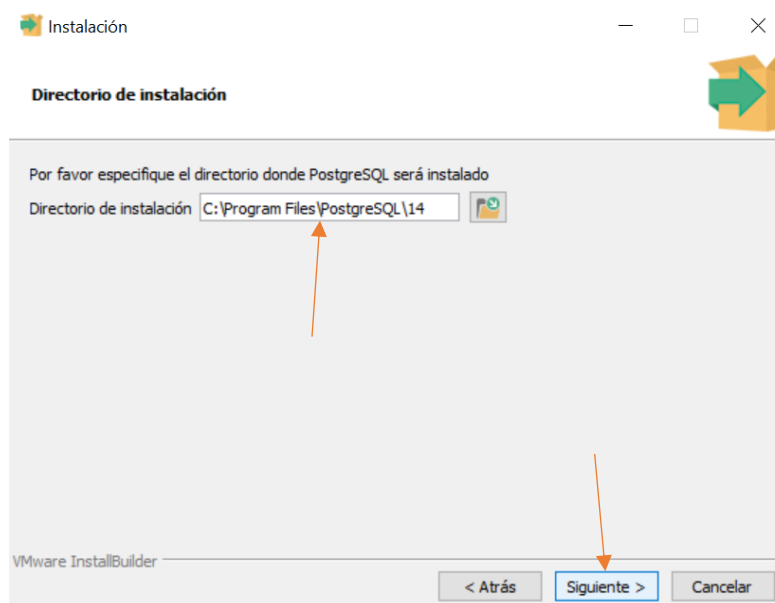 Instalación
Directorio de instalación
Por favor especifique el directorio donde PostgreSQL será instalado
Directorio de instalación C:\Program Files\PostgreSQL\14
VMware InstallBuilder
< Atrás Siguiente > Cancelar